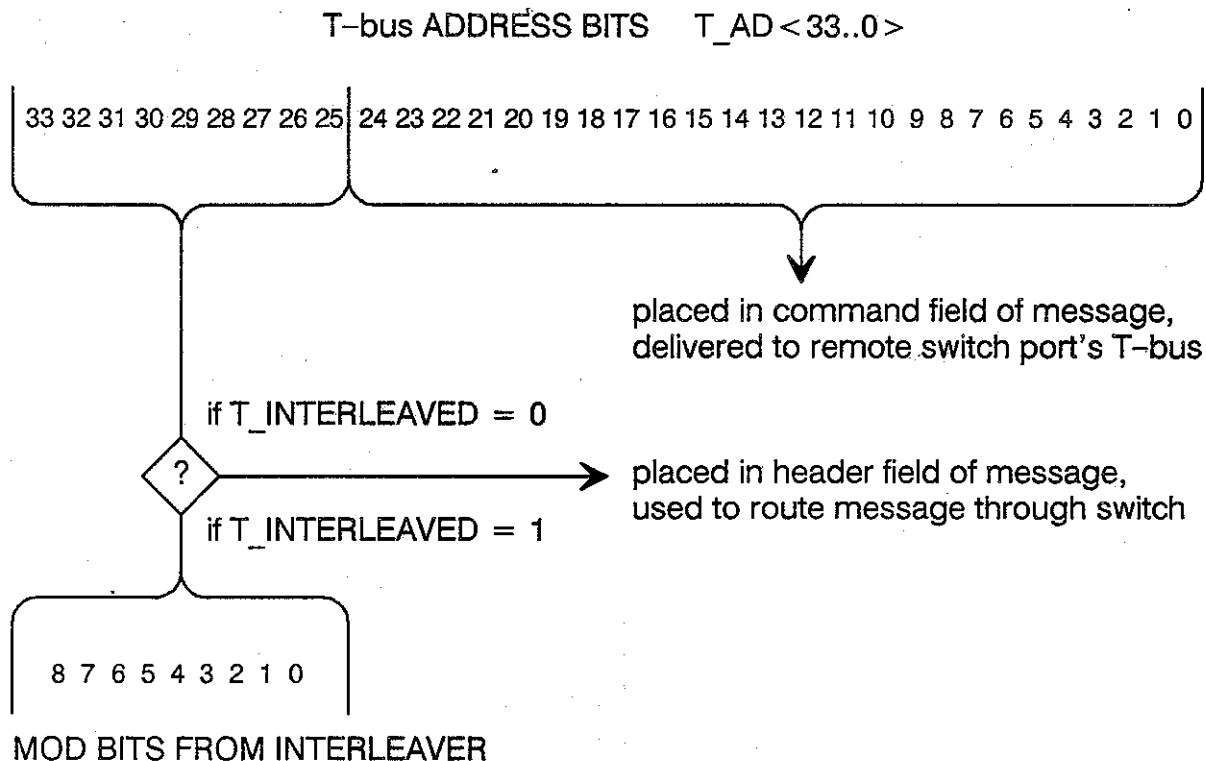 T-bus ADDRESS BITS T_AD<33..0>
33 32 31 30 29 28 27 26 25 24 23 22 21 20 19 18 17 16 15 14 13 12 11 10 9 8 7 6 5 4 3 2 1 0
placed in command field of message,
delivered to remote switch port's T-bus
if T_INTERLEAVED = 0
?
placed in header field of message,
used to route message through switch
if T_INTERLEAVED = 1
8 7 6 5 4 3 2 1 0
MOD BITS FROM INTERLEAVER